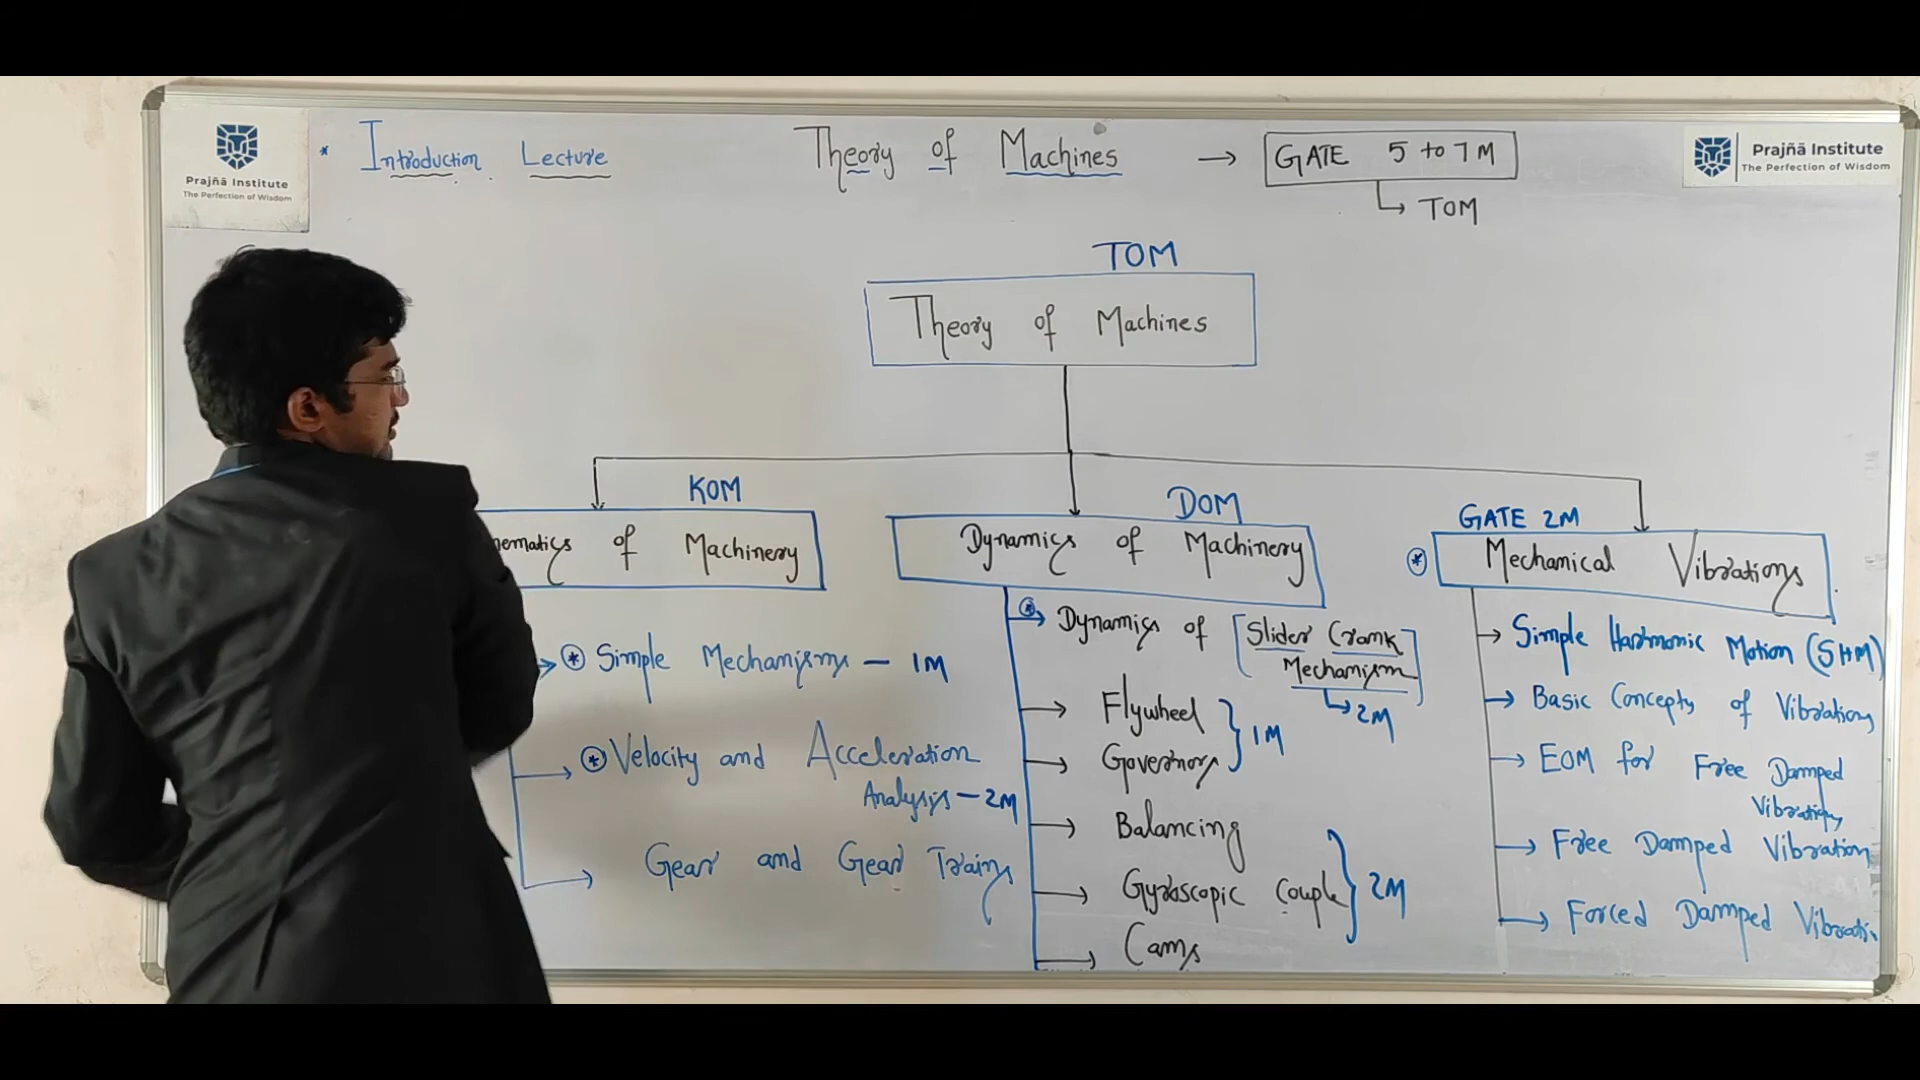 * Introduction Lecture
Theory of Machines → GATE 5 to 7M
↳ TOM
Prajñā Institute
The Perfection of Wisdom
Prajñā Institute
The Perfection of Wisdom
TOM
Theory of Machines
KOM
nematics of Machinery
→ * Simple Mechanisms - 1M
→ * Velocity and Acceleration
Analysis - 2M
→ Gear and Gear Trains
DOM
Dynamics of Machinery
* → Dynamics of [Slider Crank
Mechanism]
↳ 2M
→ Flywheel
→ Governors } 1M
→ Balancing
→ Gyroscopic Couple } 2M
→ Cams
GATE 2M
* Mechanical Vibrations
→ Simple Harmonic Motion (SHM)
→ Basic Concepts of Vibrations
→ EOM for Free Damped
Vibrations
→ Free Damped Vibration
→ Forced Damped Vibrati